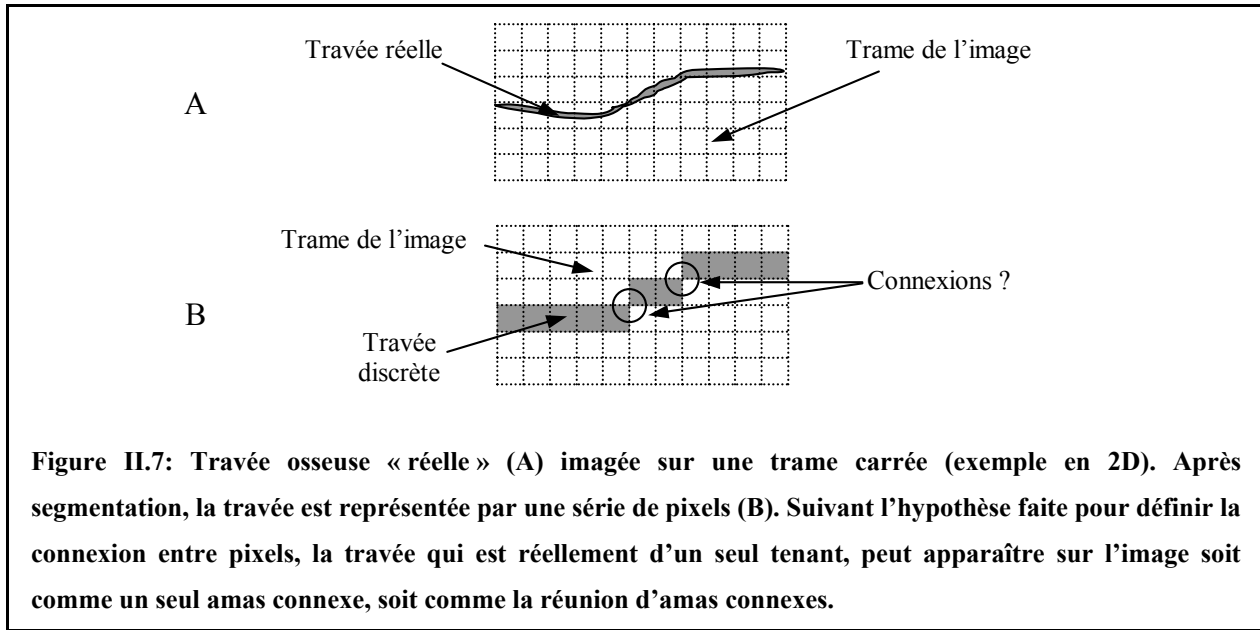 Travée réelle
Trame de l’image
A
Trame de l’image
Connexions ?
B
Travée
discrète
Figure II.7: Travée osseuse « réelle » (A) imagée sur une trame carrée (exemple en 2D). Après
segmentation, la travée est représentée par une série de pixels (B). Suivant l’hypothèse faite pour définir la
connexion entre pixels, la travée qui est réellement d’un seul tenant, peut apparaître sur l’image soit
comme un seul amas connexe, soit comme la réunion d’amas connexes.